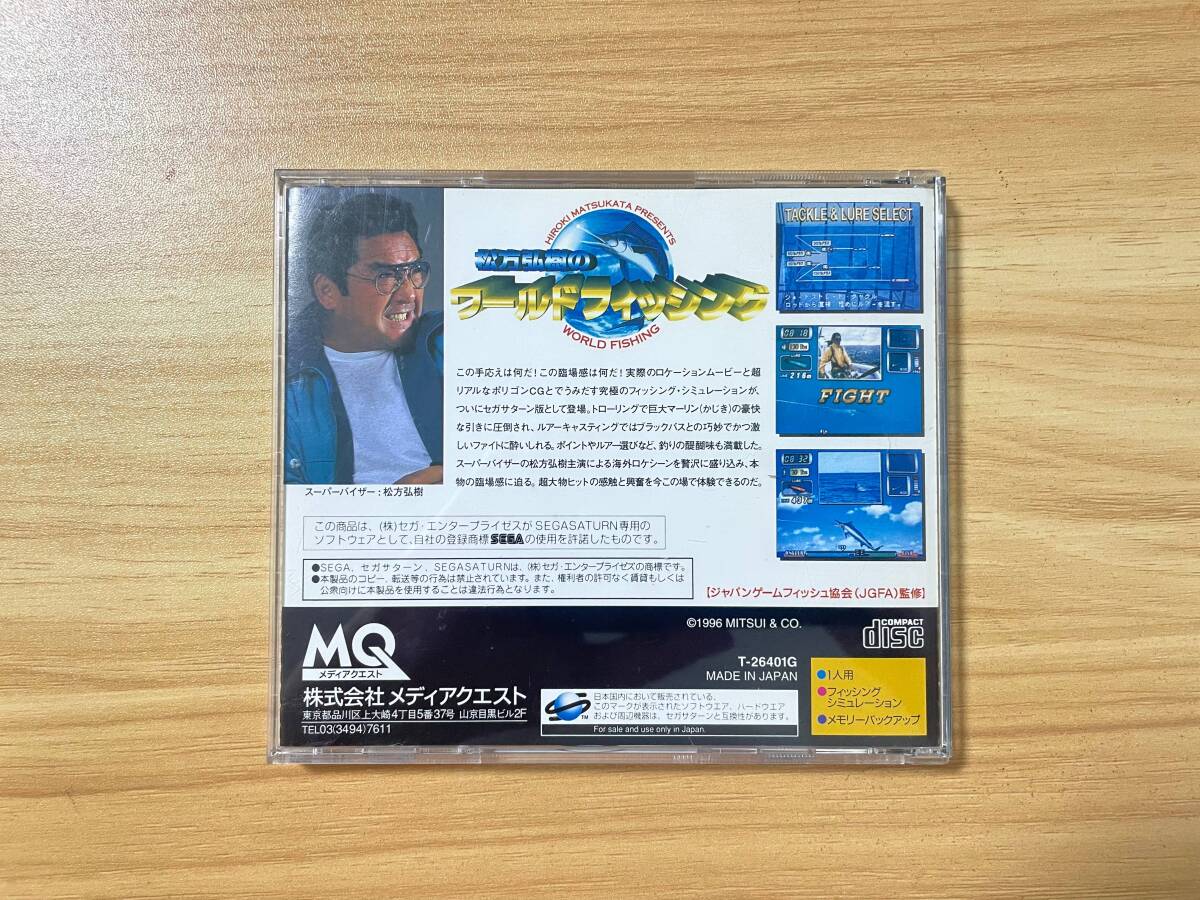 HIROKI MATSUKATA PRESENTS
松方弘樹の
ワールドフィッシング
WORLD FISHING
この手応えは何だ!この臨場感は何だ!実際のロケーションムービーと超
リアルなポリゴンCGとでうみだす究極のフィッシング・シミュレーションが、
ついにセガサターン版として登場。トローリングで巨大マーリン(かじき)の豪快
な引きに圧倒され、ルアーキャスティングではブラックバスとの巧妙でかつ激
しいファイトに酔いしれる。ポイントやルアー選びなど、釣りの醍醐味も満載した。
スーパーバイザーの松方弘樹主演による海外ロケシーンを贅沢に盛り込み、本
物の臨場感に迫る。超大物ヒットの感触と興奮を今この場で体験できるのだ。
スーパーバイザー:松方弘樹
TACKLE & LURE SELECT
ロッドから直接
08 18
130 lbs
216m
FIGHT
08 32
この商品は、(株)セガ・エンタープライゼスがSEGASATURN専用の
ソフトウェアとして、自社の登録商標SEGAの使用を許諾したものです。
●SEGA、セガサターン、SEGASATURNは、(株)セガ・エンタープライゼスの商標です。
●本製品のコピー、転送等の行為は禁止されています。また、権利者の許可なく賃貸もしくは
公衆向けに本製品を使用することは違法行為となります。
【ジャパンゲームフィッシュ協会(JGFA)監修】
MQ
メディアクエスト
株式会社メディアクエスト
東京都品川区上大崎4丁目5番37号 山京目黒ビル2F
TEL03(3494)7611
©1996 MITSUI & CO.
COMPACT
disc
T-26401G
MADE IN JAPAN
日本国内において販売されている、
このマークが表示されたソフトウエア、ハードウエア
および周辺機器は、セガサターンと互換性があります。
For sale and use only in Japan.
●1人用
●フィッシング
シミュレーション
●メモリーバックアップ